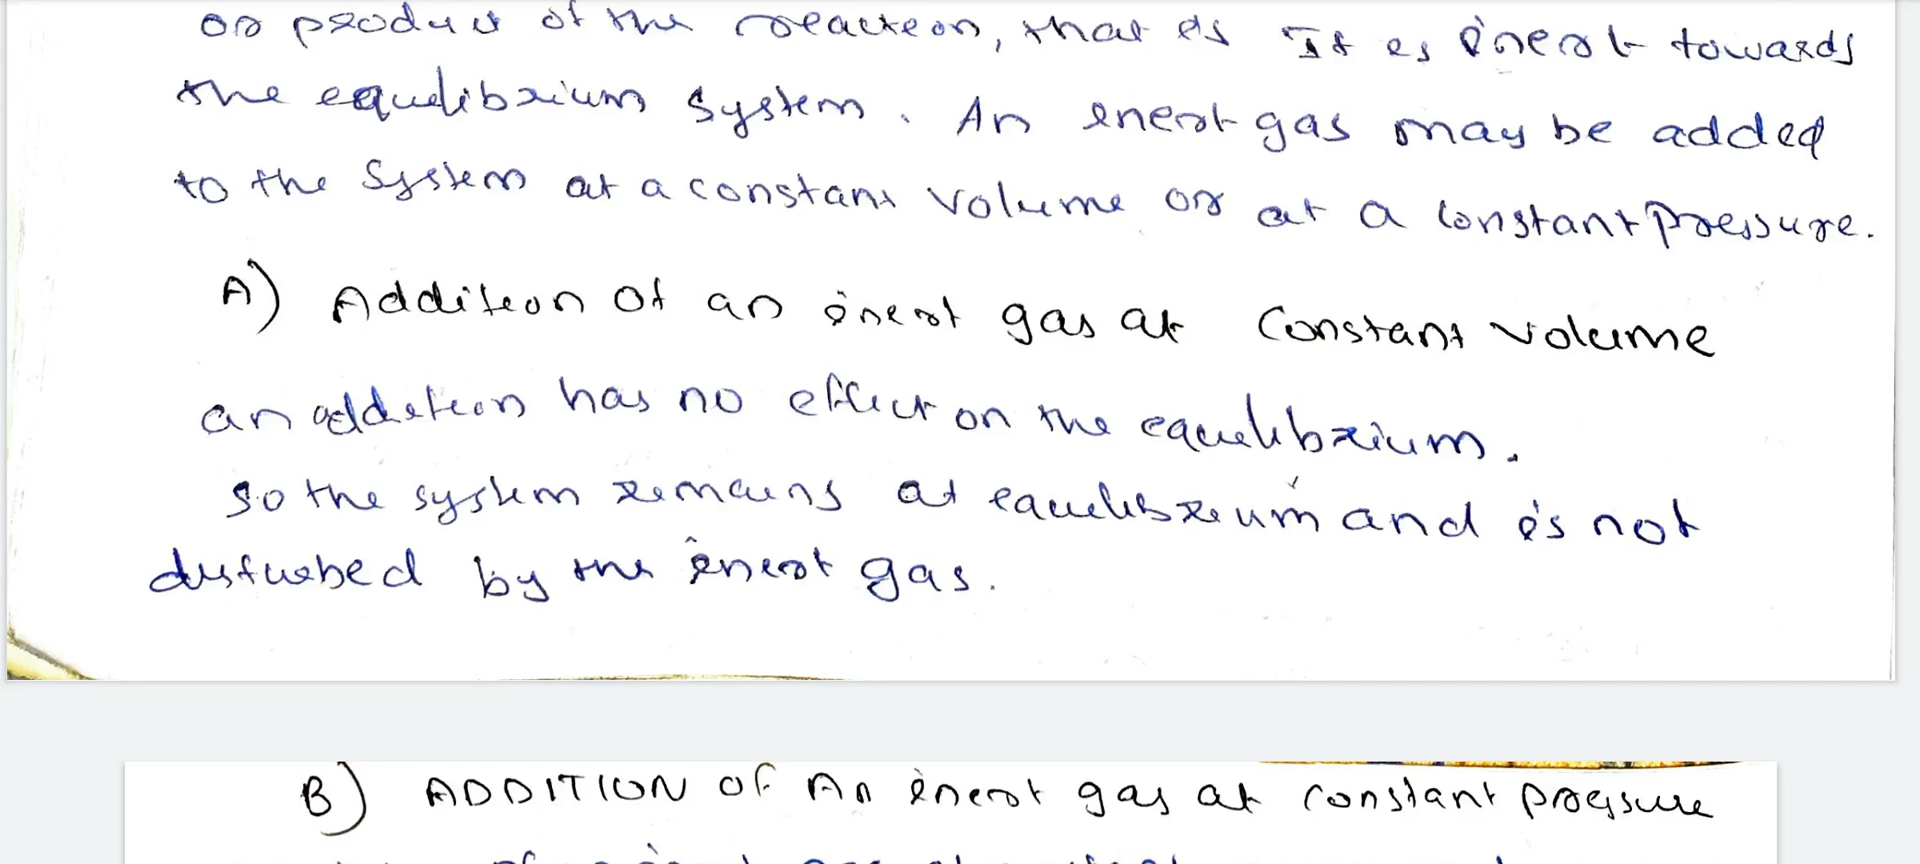 or product of the reaction, that is It is inert towards
the equilibrium system. An inert gas may be added
to the System at a constant volume or at a constant pressure.
A) Addition of an inert gas at constant volume
an addition has no effect on the equilibrium.
So the system remains at equilibrium and is not
disturbed by the inert gas.
B) ADDITION OF An inert gas at constant pressure